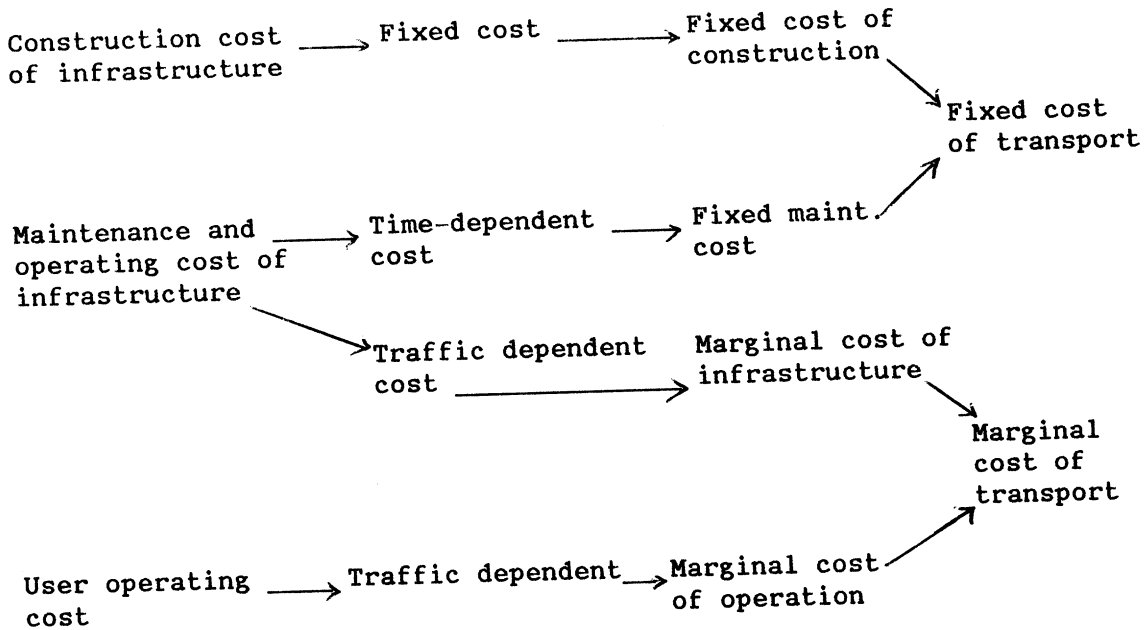 Construction cost
of infrastructure
Fixed cost
Fixed cost of
construction
Fixed cost
of transport
Maintenance and
operating cost of
infrastructure
Time-dependent
cost
Fixed maint.
cost
Traffic dependent
cost
Marginal cost of
infrastructure
Marginal
cost of
transport
User operating
cost
Traffic dependent
Marginal cost
of operation